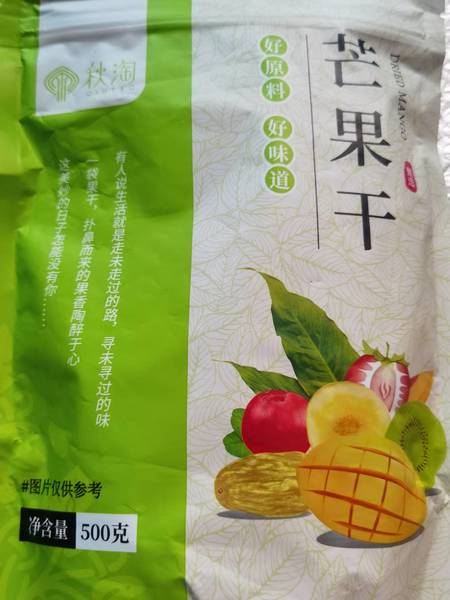 秋淘
好原料 好味道
芒果干
DRIED MANGO
有人说生活就是走未走过的路，寻未寻过的味
一袋果干，扑鼻而来的果香陶醉于心
这美妙的日子怎能没有你……
#图片仅供参考
净含量 500克